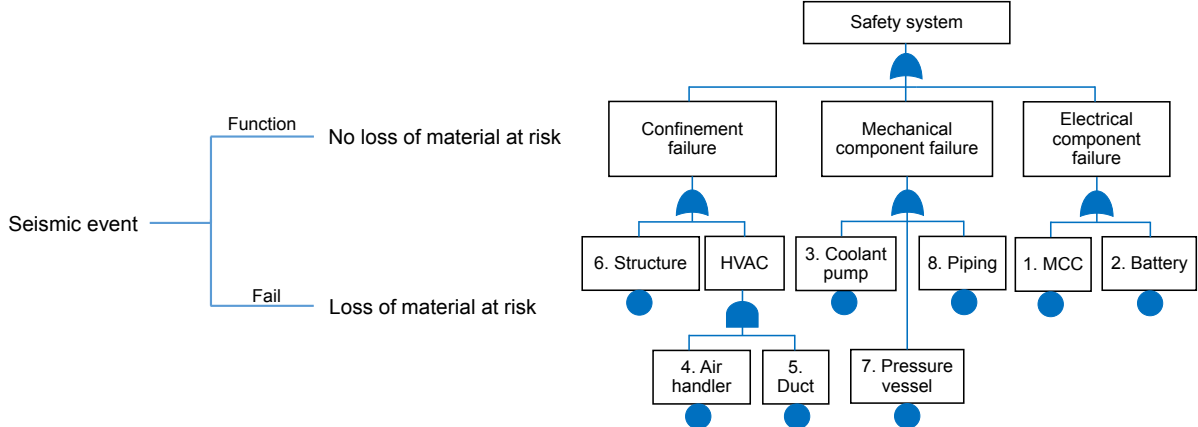 Seismic event
Function
No loss of material at risk
Fail
Loss of material at risk
Safety system
Confinement
failure
Mechanical
component failure
Electrical
component
failure
6. Structure
HVAC
3. Coolant
pump
8. Piping
1. MCC
2. Battery
4. Air
handler
5.
Duct
7. Pressure
vessel